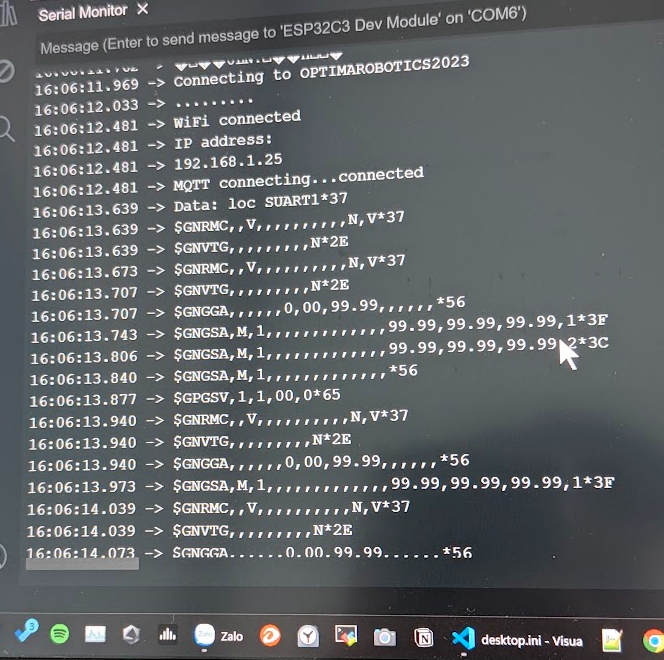 Serial Monitor ✕
Message (Enter to send message to 'ESP32C3 Dev Module' on 'COM6')
16:06:11.969 -> Connecting to OPTIMAROBOTICS2023
16:06:12.033 -> .........
16:06:12.481 -> WiFi connected
16:06:12.481 -> IP address:
16:06:12.481 -> 192.168.1.25
16:06:12.481 -> MQTT connecting...connected
16:06:13.639 -> Data: loc SUART1*37
16:06:13.639 -> $GNRMC,,V,,,,,,,,,,N,V*37
16:06:13.639 -> $GNVTG,,,,,,,,,N*2E
16:06:13.673 -> $GNRMC,,V,,,,,,,,,,N,V*37
16:06:13.707 -> $GNVTG,,,,,,,,,N*2E
16:06:13.707 -> $GNGGA,,,,,,0,00,99.99,,,,,,*56
16:06:13.743 -> $GNGSA,M,1,,,,,,,,,,,,,99.99,99.99,99.99,1*3F
16:06:13.806 -> $GNGSA,M,1,,,,,,,,,,,,,99.99,99.99,99.99,2*3C
16:06:13.840 -> $GNGSA,M,1,,,,,,,,,,,,,*56
16:06:13.877 -> $GPGSV,1,1,00,0*65
16:06:13.940 -> $GNRMC,,V,,,,,,,,,,N,V*37
16:06:13.940 -> $GNVTG,,,,,,,,,N*2E
16:06:13.940 -> $GNGGA,,,,,,0,00,99.99,,,,,,*56
16:06:13.973 -> $GNGSA,M,1,,,,,,,,,,,,,99.99,99.99,99.99,1*3F
16:06:14.039 -> $GNRMC,,V,,,,,,,,,,N,V*37
16:06:14.039 -> $GNVTG,,,,,,,,,N*2E
16:06:14.073 -> $GNGGA,,,,,,0,00,99.99,,,,,,*56
3
Zalo
Zalo
desktop.ini - Visua